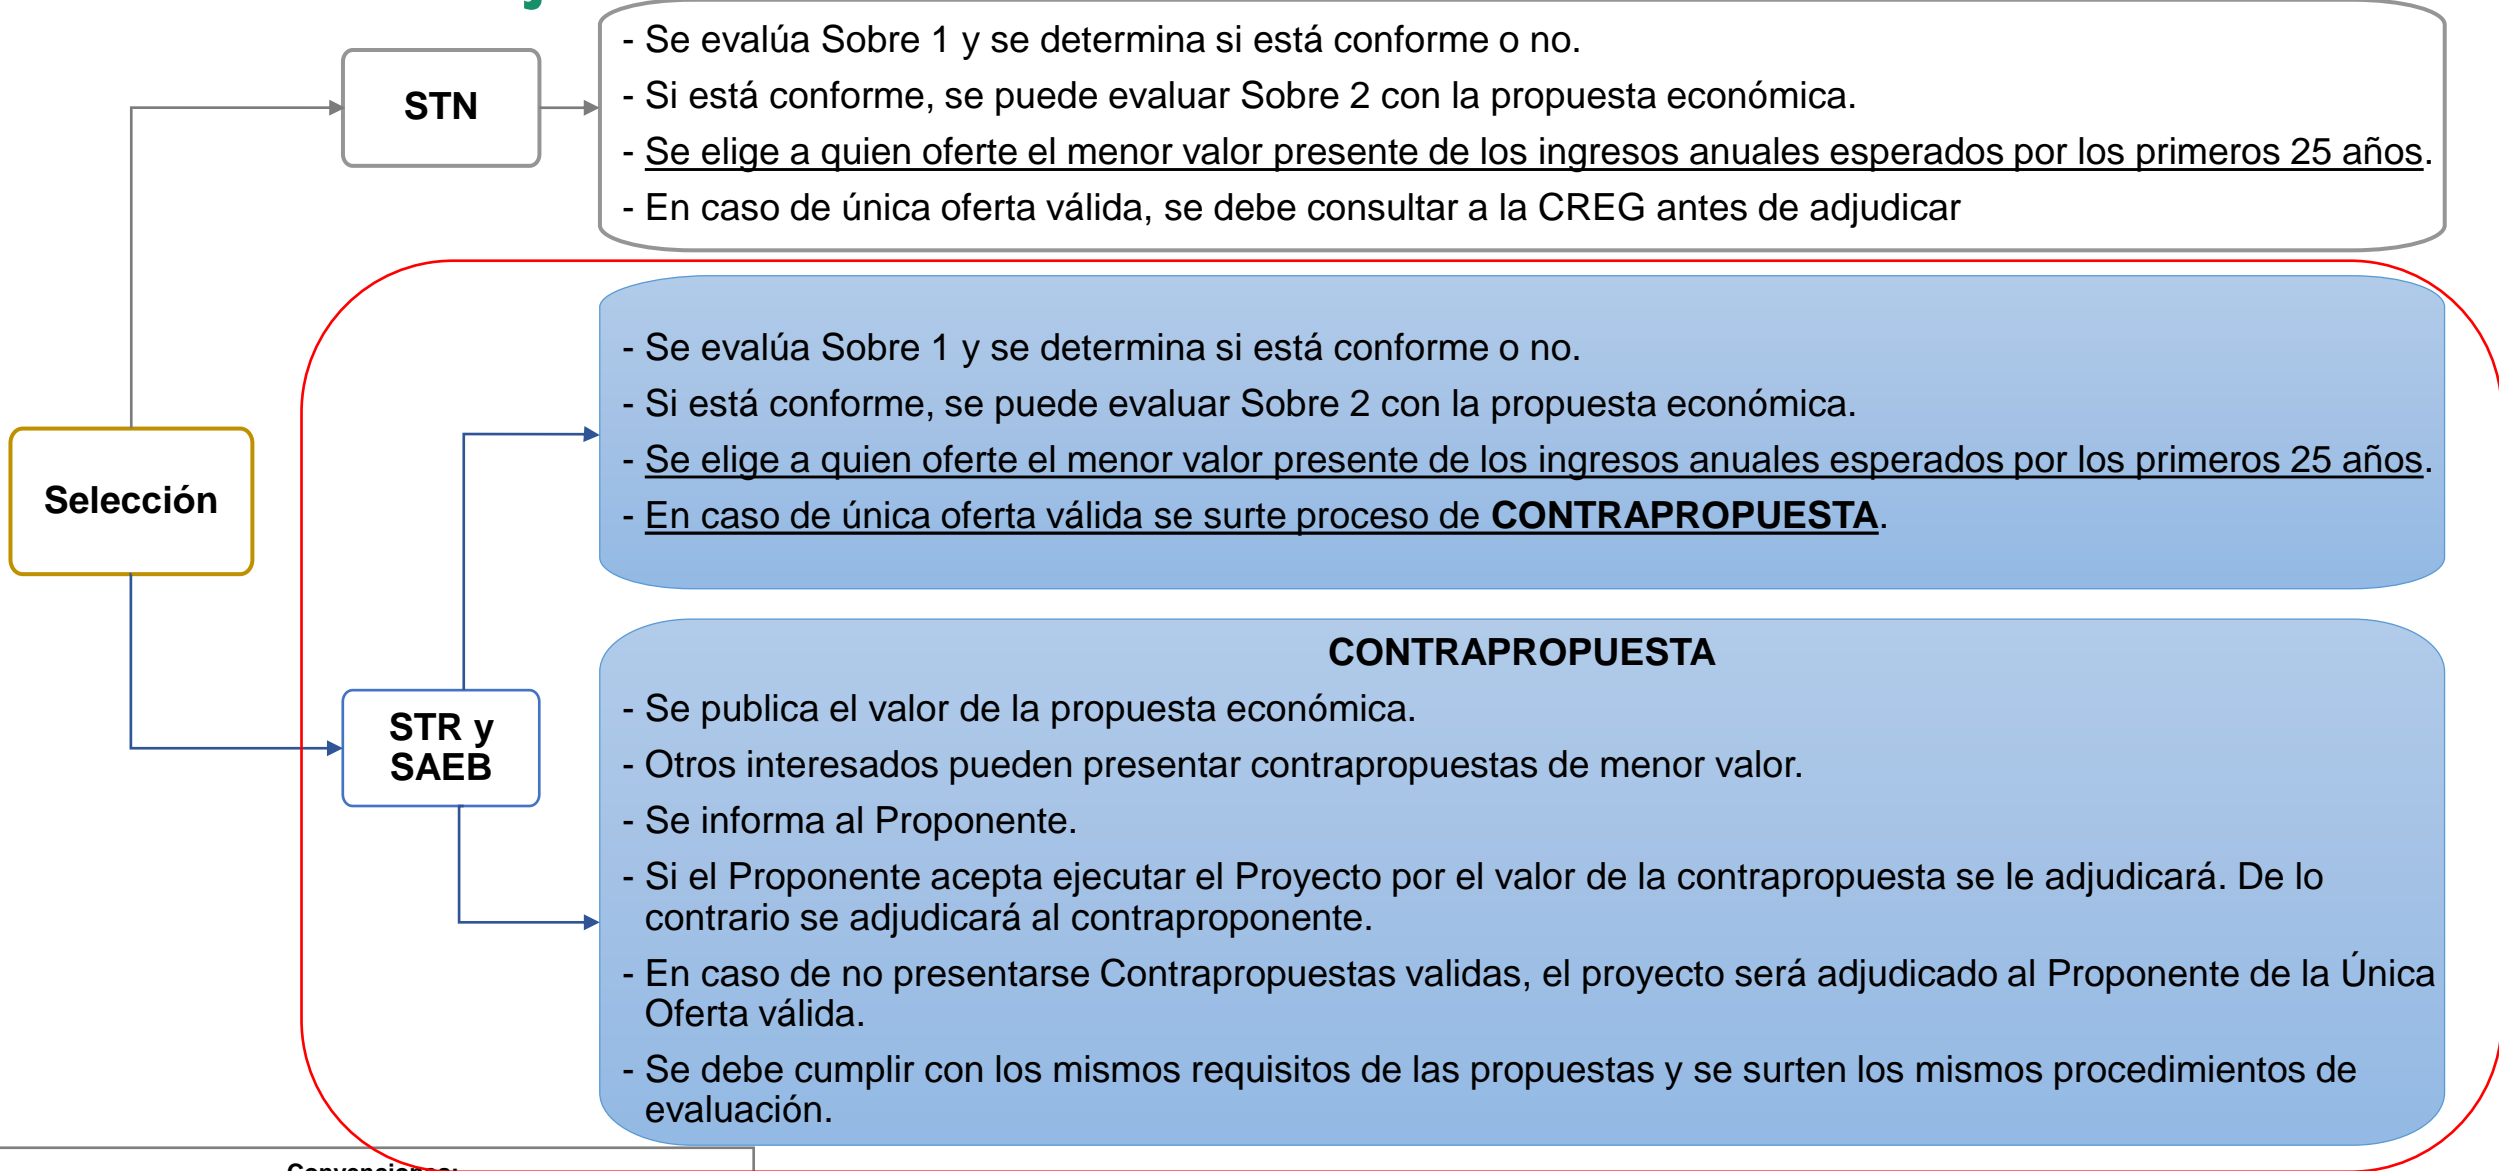 - Se evalúa Sobre 1 y se determina si está conforme o no.
- Si está conforme, se puede evaluar Sobre 2 con la propuesta económica.
- Se elige a quien oferte el menor valor presente de los ingresos anuales esperados por los primeros 25 años.
- En caso de única oferta válida, se debe consultar a la CREG antes de adjudicar
STN
Selección
- Se evalúa Sobre 1 y se determina si está conforme o no.
- Si está conforme, se puede evaluar Sobre 2 con la propuesta económica.
- Se elige a quien oferte el menor valor presente de los ingresos anuales esperados por los primeros 25 años.
- En caso de única oferta válida se surte proceso de CONTRAPROPUESTA.
STR y
SAEB
CONTRAPROPUESTA
- Se publica el valor de la propuesta económica.
- Otros interesados pueden presentar contrapropuestas de menor valor.
- Se informa al Proponente.
- Si el Proponente acepta ejecutar el Proyecto por el valor de la contrapropuesta se le adjudicará. De lo
contrario se adjudicará al contraproponente.
- En caso de no presentarse Contrapropuestas validas, el proyecto será adjudicado al Proponente de la Única
Oferta válida.
- Se debe cumplir con los mismos requisitos de las propuestas y se surten los mismos procedimientos de
evaluación.
Convenciones: